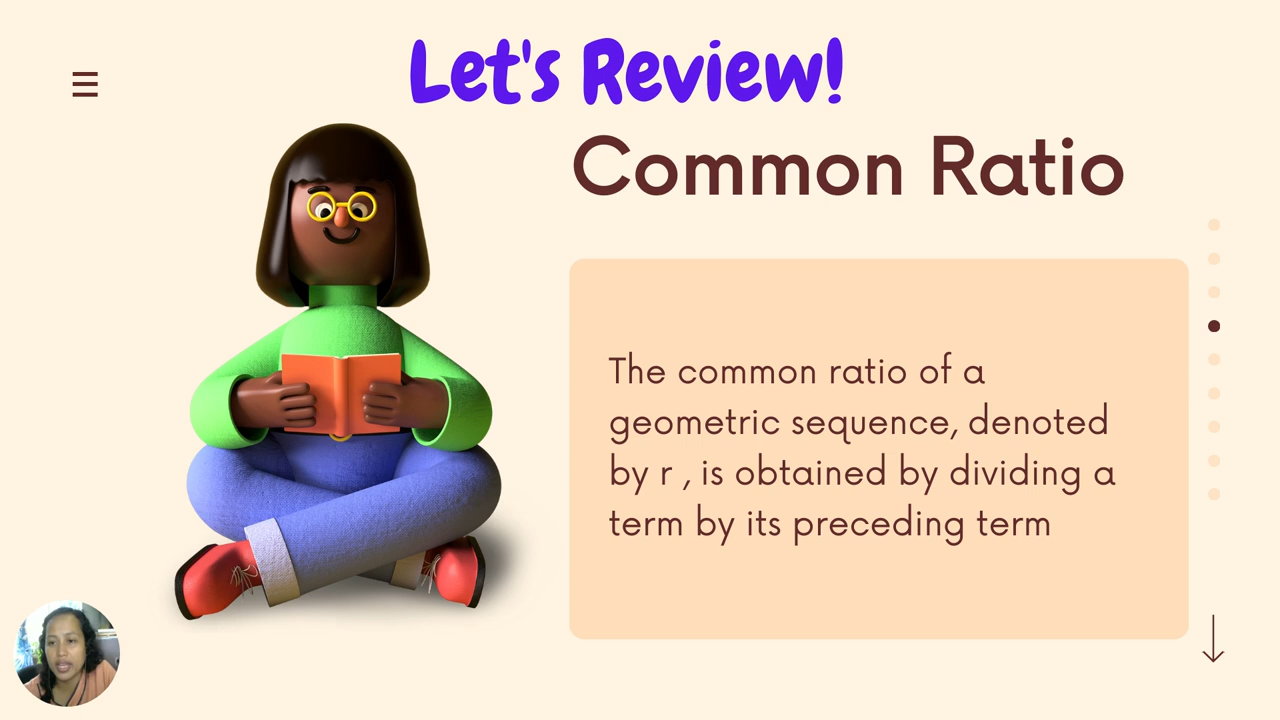 Let's Review!
Common Ratio
The common ratio of a
geometric sequence, denoted
by r , is obtained by dividing a
term by its preceding term